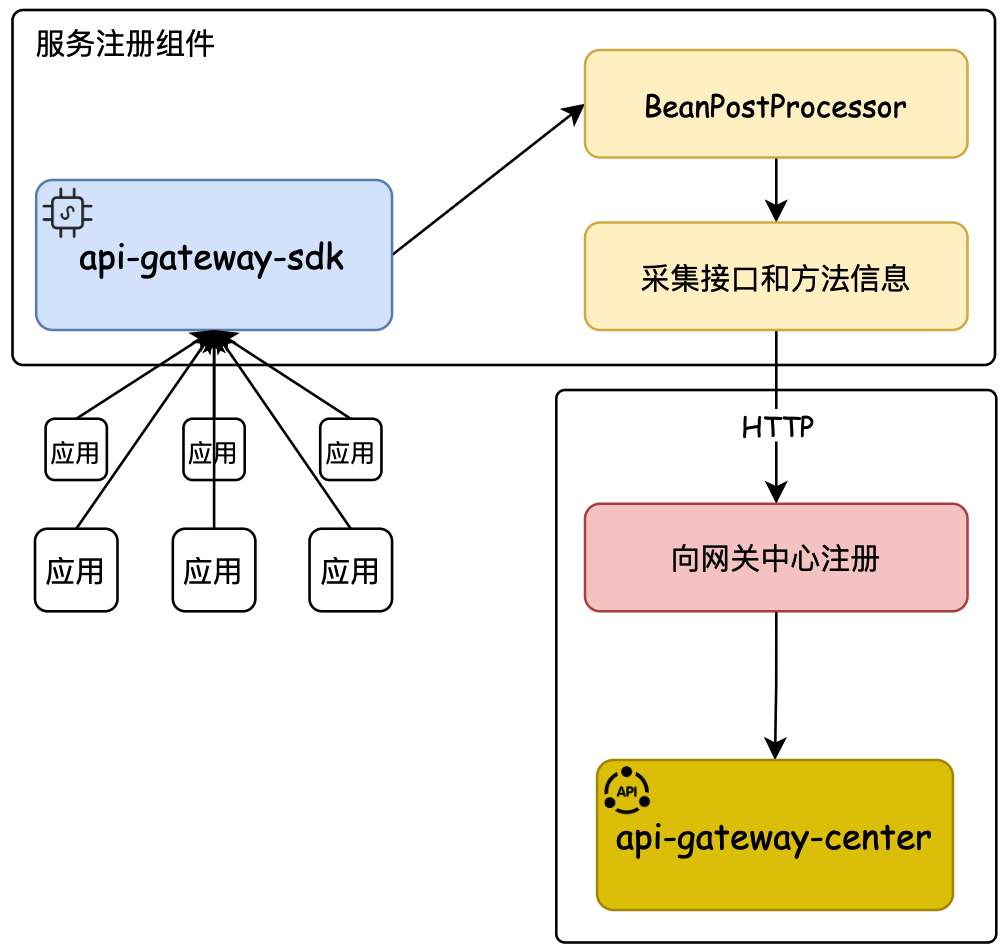 服务注册组件
BeanPostProcessor
api-gateway-sdk
采集接口和方法信息
应用
应用
应用
应用
应用
应用
HTTP
向网关中心注册
API
api-gateway-center